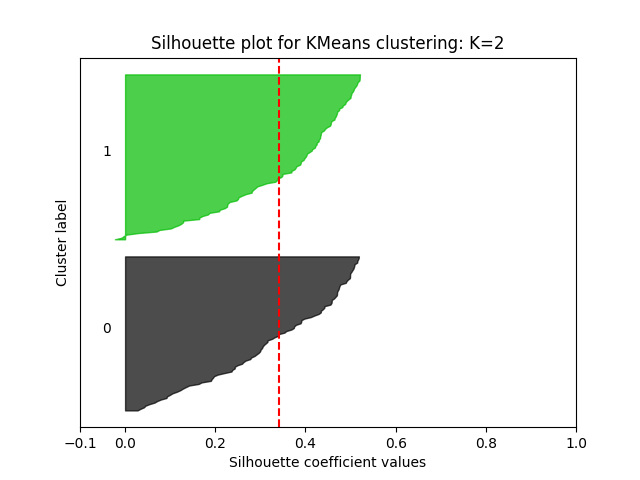 Silhouette plot for KMeans clustering: K=2
1
0
Cluster label
−0.1 0.0 0.2 0.4 0.6 0.8 1.0
Silhouette coefficient values